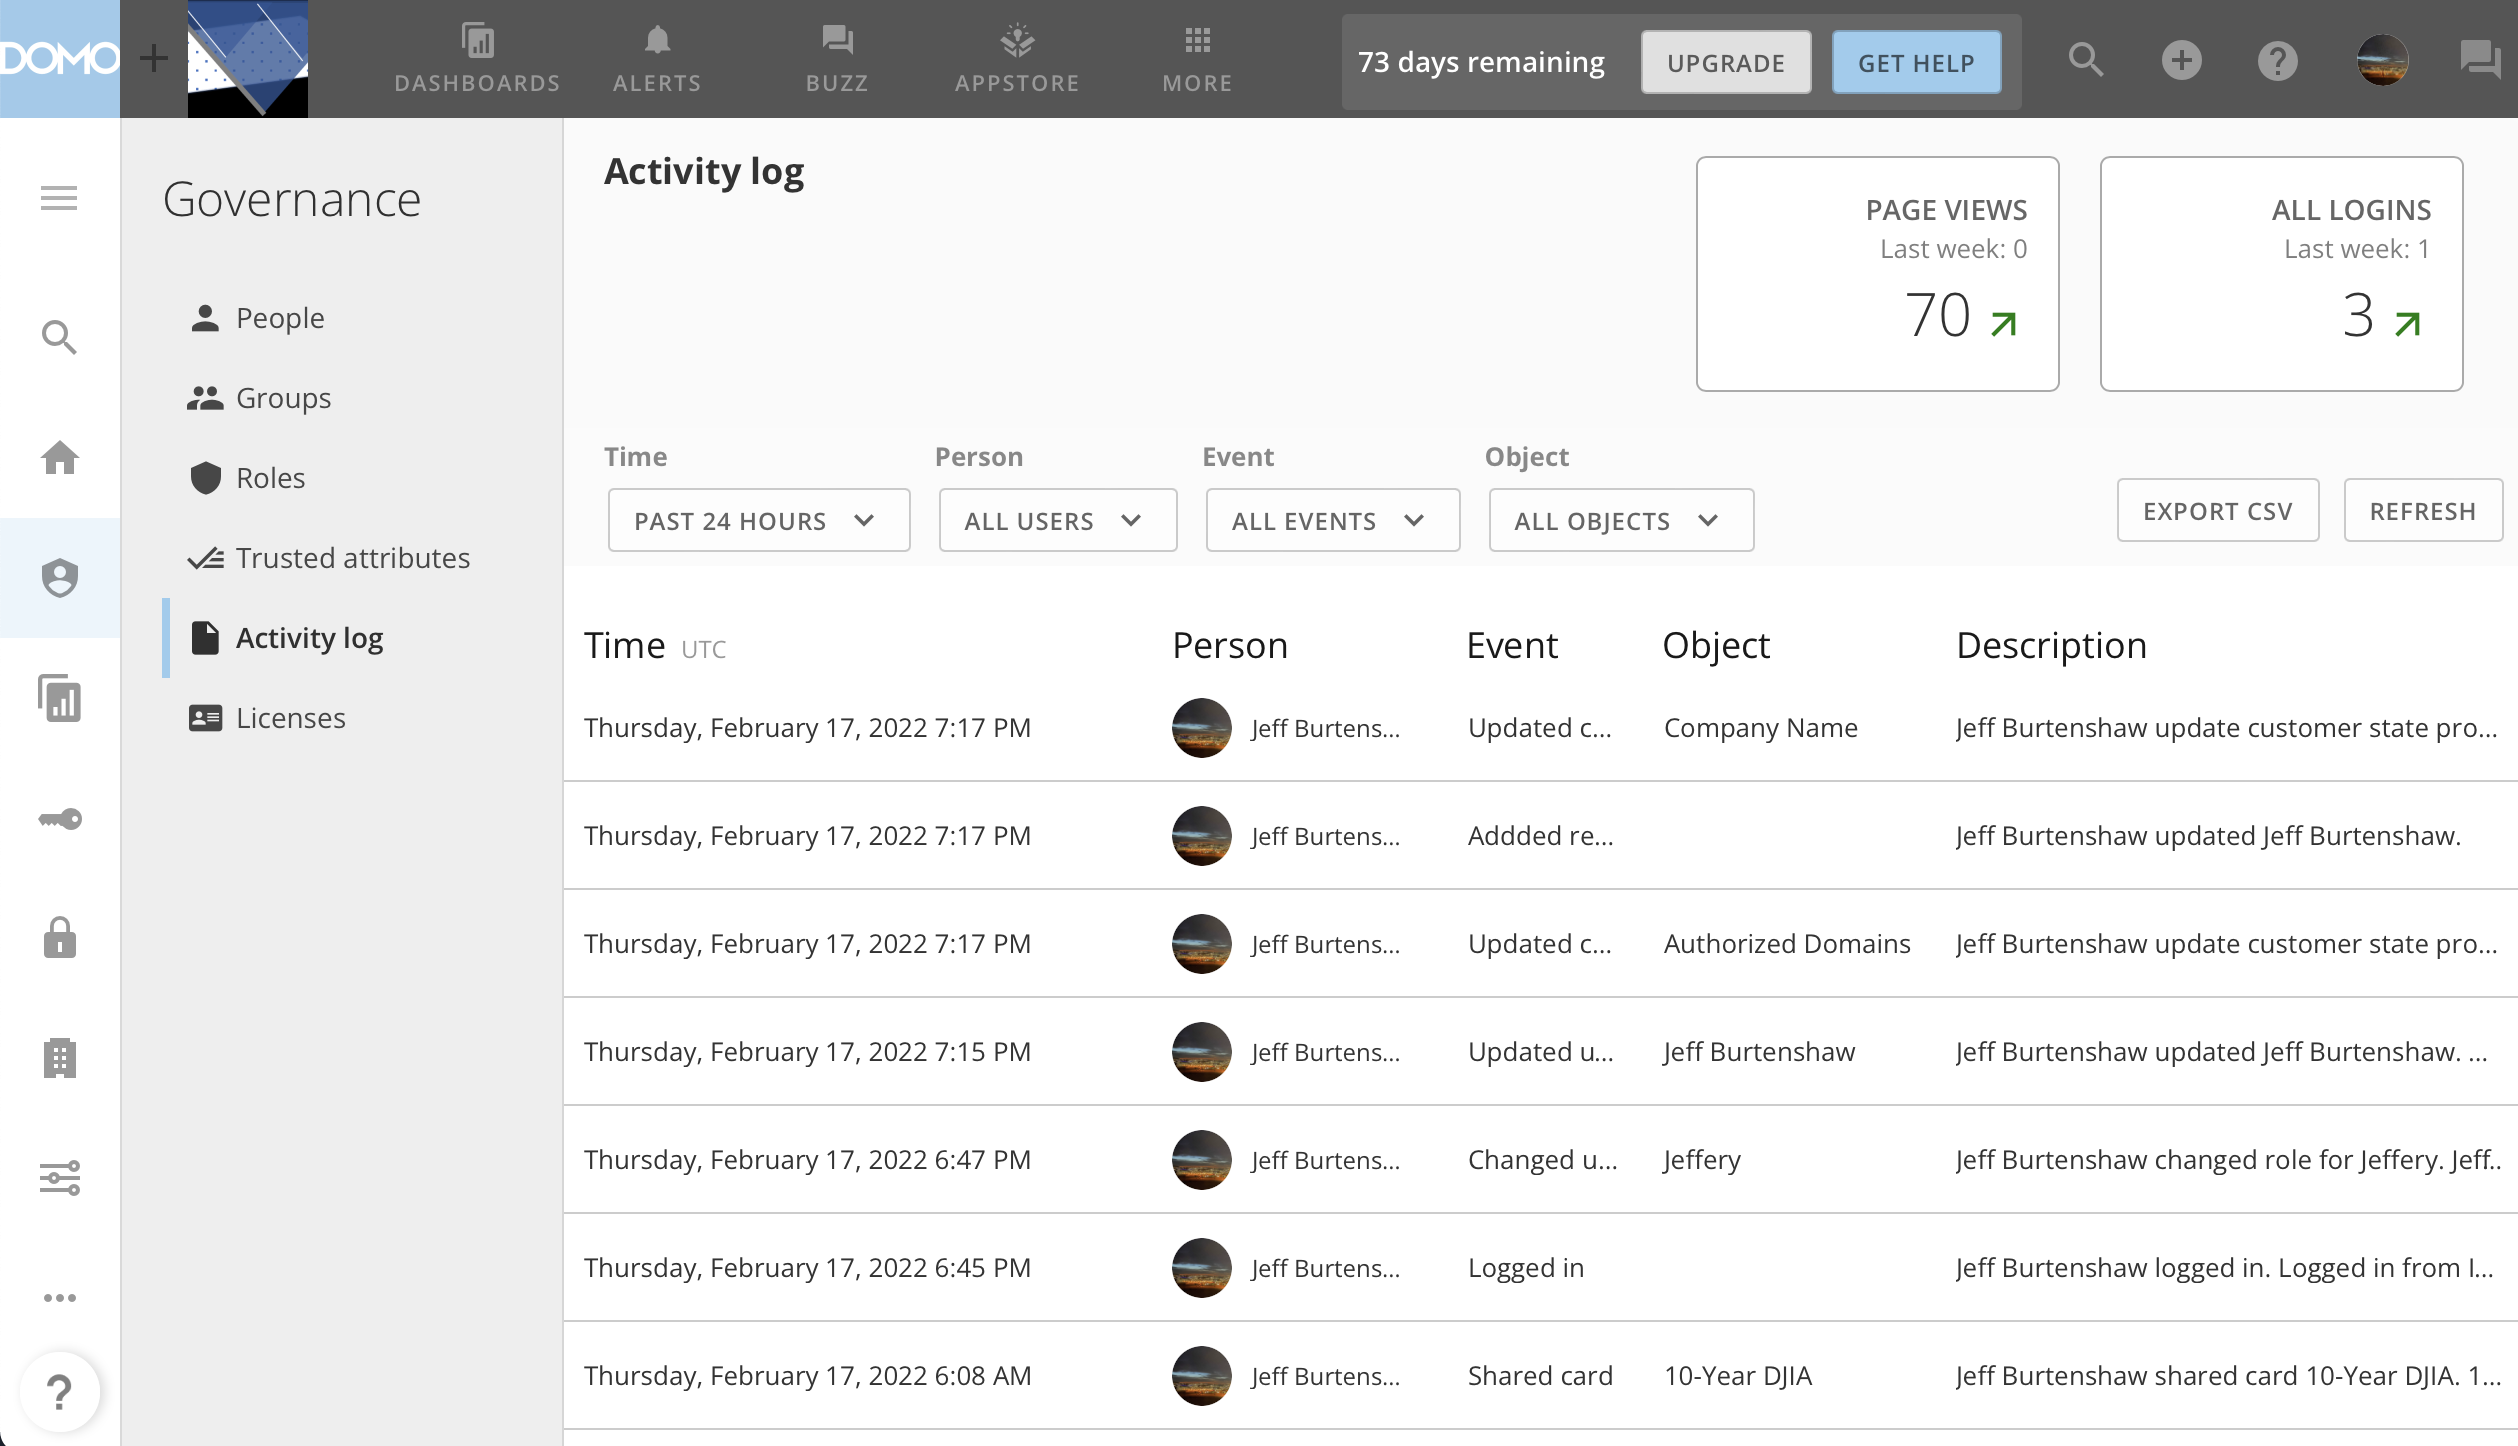 DOMO
DASHBOARDS
ALERTS
BUZZ
APPSTORE
MORE
73 days remaining
UPGRADE
GET HELP
Governance
People
Groups
Roles
Trusted attributes
Activity log
Licenses
Activity log
PAGE VIEWS
Last week: 0
70
ALL LOGINS
Last week: 1
3
Time
Person
Event
Object
PAST 24 HOURS
ALL USERS
ALL EVENTS
ALL OBJECTS
EXPORT CSV
REFRESH
Time UTC Person Event Object Description
Thursday, February 17, 2022 7:17 PM Jeff Burtens... Updated c... Company Name Jeff Burtenshaw update customer state pro...
Thursday, February 17, 2022 7:17 PM Jeff Burtens... Addded re... Jeff Burtenshaw updated Jeff Burtenshaw.
Thursday, February 17, 2022 7:17 PM Jeff Burtens... Updated c... Authorized Domains Jeff Burtenshaw update customer state pro...
Thursday, February 17, 2022 7:15 PM Jeff Burtens... Updated u... Jeff Burtenshaw Jeff Burtenshaw updated Jeff Burtenshaw. ...
Thursday, February 17, 2022 6:47 PM Jeff Burtens... Changed u... Jeffery Jeff Burtenshaw changed role for Jeffery. Jeff..
Thursday, February 17, 2022 6:45 PM Jeff Burtens... Logged in Jeff Burtenshaw logged in. Logged in from I...
Thursday, February 17, 2022 6:08 AM Jeff Burtens... Shared card 10-Year DJIA Jeff Burtenshaw shared card 10-Year DJIA. 1...